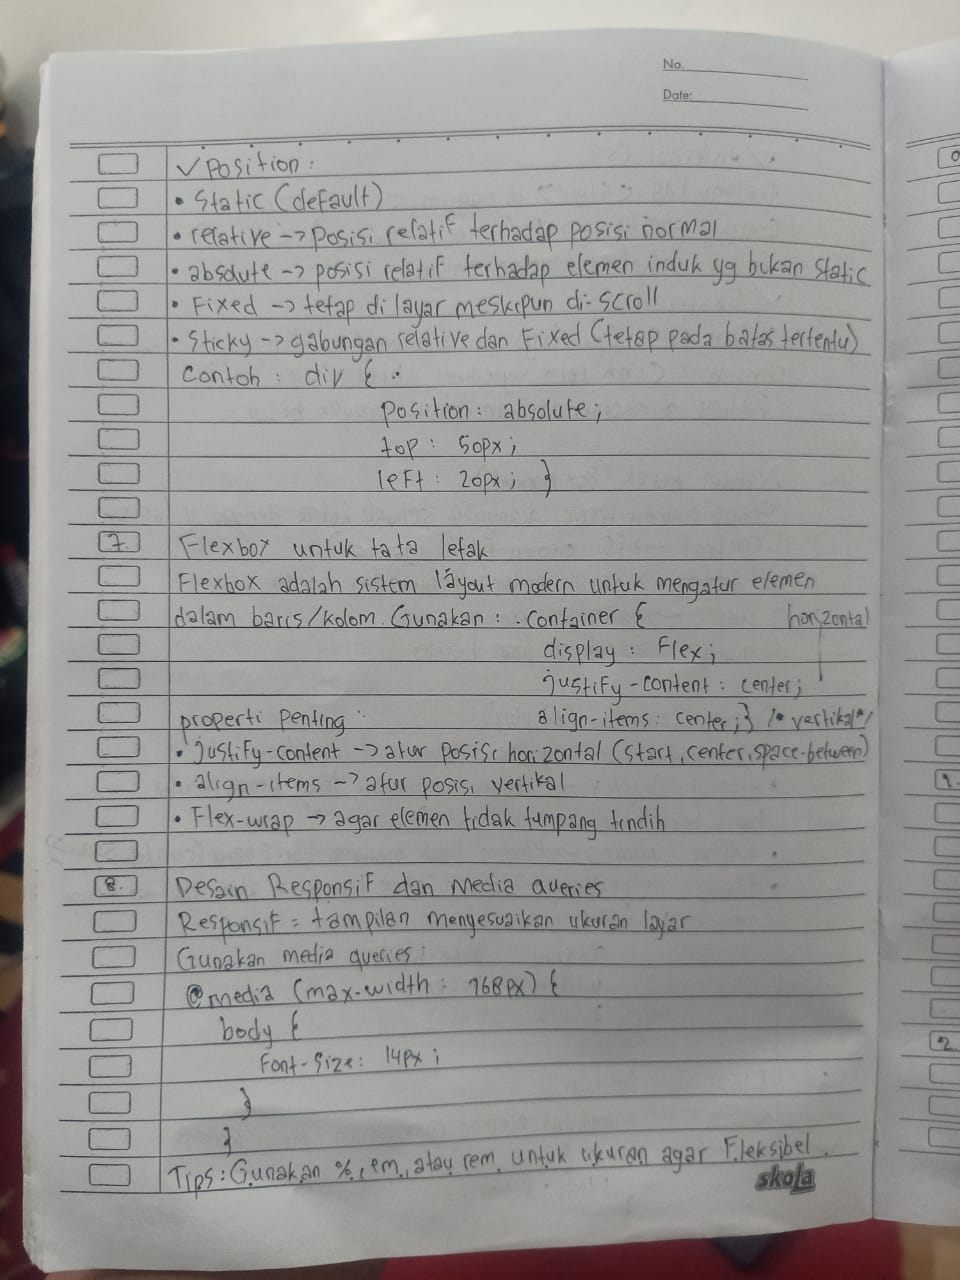 No.
Date:
✓ Position :
• Static (default)
• relative -> posisi relatif terhadap posisi normal
• absolute -> posisi relatif terhadap elemen induk yg bukan static
• Fixed -> tetap di layar meskipun di-scroll
• Sticky -> gabungan relative dan Fixed (tetap pada batas tertentu)
Contoh : div {
position : absolute ;
top : 50px ;
left : 20px ; }
7. Flexbox untuk tata letak
Flexbox adalah sistem layout modern untuk mengatur elemen
dalam baris/kolom. Gunakan : .container { horizontal
display : Flex ;
justify-content : center ;
properti penting : align-items : center ; } /* vertikal */
• justify-content -> atur posisi horizontal (start, center, space-between)
• align-items -> atur posisi vertikal
• Flex-wrap -> agar elemen tidak tumpang tindih
8. Desain Responsif dan Media queries
Responsif = tampilan menyesuaikan ukuran layar
Gunakan media queries :
@media (max-width : 768px) {
body {
Font-Size : 14px ;
}
}
Tips : Gunakan %, em, atau rem untuk ukuran agar Fleksibel.
skola
9
1.
2.